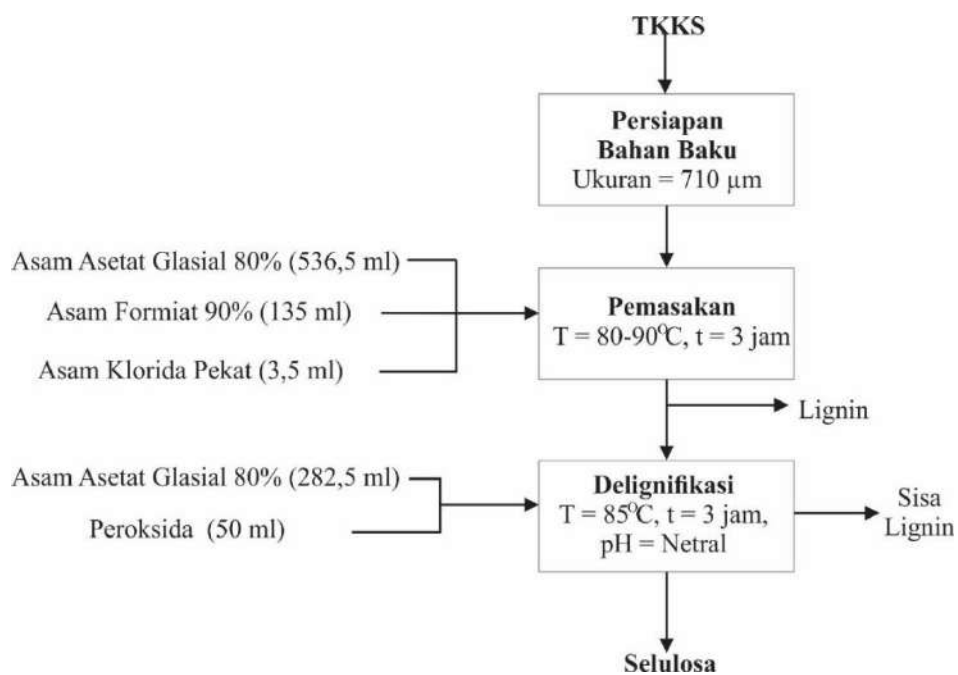 TKKS
Persiapan
Bahan Baku
Ukuran = 710 µm
Asam Asetat Glasial 80% (536,5 ml)
Asam Formiat 90% (135 ml)
Asam Klorida Pekat (3,5 ml)
Pemasakan
T = 80-90⁰C, t = 3 jam
Lignin
Asam Asetat Glasial 80% (282,5 ml)
Peroksida (50 ml)
Delignifikasi
T = 85⁰C, t = 3 jam,
pH = Netral
Sisa
Lignin
Selulosa